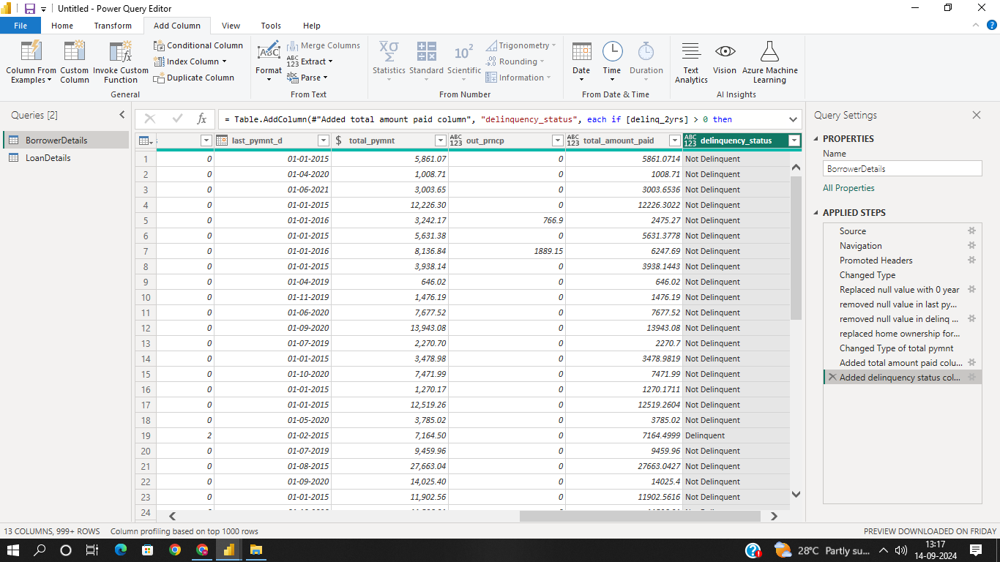 Untitled - Power Query Editor
File Home Transform Add Column View Tools Help
Column From Examples
Custom Column
Invoke Custom Function
Conditional Column
Index Column
Duplicate Column
General
Format
Merge Columns
Extract
Parse
From Text
Statistics
Standard
Scientific
Trigonometry
Rounding
Information
From Number
Date
Time
Duration
From Date & Time
Text Analytics
Vision
Azure Machine Learning
AI Insights
Queries [2]
BorrowerDetails
LoanDetails
= Table.AddColumn(#"Added total amount paid column", "delinquency_status", each if [delinq_2yrs] > 0 then
last_pymnt_d $ total_pymnt ABC 123 out_prncp ABC 123 total_amount_paid ABC 123 delinquency_status
1 0 01-01-2015 5,861.07 0 5861.0714 Not Delinquent
2 0 01-04-2020 1,008.71 0 1008.71 Not Delinquent
3 0 01-06-2021 3,003.65 0 3003.6536 Not Delinquent
4 0 01-01-2015 12,226.30 0 12226.3022 Not Delinquent
5 0 01-01-2016 3,242.17 766.9 2475.27 Not Delinquent
6 0 01-01-2015 5,631.38 0 5631.3778 Not Delinquent
7 0 01-01-2016 8,136.84 1889.15 6247.69 Not Delinquent
8 0 01-01-2015 3,938.14 0 3938.1443 Not Delinquent
9 0 01-04-2019 646.02 0 646.02 Not Delinquent
10 0 01-11-2019 1,476.19 0 1476.19 Not Delinquent
11 0 01-06-2020 7,677.52 0 7677.52 Not Delinquent
12 0 01-09-2020 13,943.08 0 13943.08 Not Delinquent
13 0 01-07-2019 2,270.70 0 2270.7 Not Delinquent
14 0 01-01-2015 3,478.98 0 3478.9819 Not Delinquent
15 0 01-10-2020 7,471.99 0 7471.99 Not Delinquent
16 0 01-01-2015 1,270.17 0 1270.1711 Not Delinquent
17 0 01-01-2015 12,519.26 0 12519.2604 Not Delinquent
18 0 01-05-2020 3,785.02 0 3785.02 Not Delinquent
19 2 01-02-2015 7,164.50 0 7164.4999 Delinquent
20 0 01-07-2019 9,459.96 0 9459.96 Not Delinquent
21 0 01-08-2015 27,663.04 0 27663.0427 Not Delinquent
22 0 01-09-2020 14,025.40 0 14025.4 Not Delinquent
23 0 01-01-2015 11,902.56 0 11902.5616 Not Delinquent
24
Query Settings
PROPERTIES
Name
BorrowerDetails
All Properties
APPLIED STEPS
Source
Navigation
Promoted Headers
Changed Type
Replaced null value with 0 year
removed null value in last py...
removed null value in delinq ...
replaced home ownership for...
Changed Type of total pymnt
Added total amount paid colu...
Added delinquency status col...
13 COLUMNS, 999+ ROWS Column profiling based on top 1000 rows
PREVIEW DOWNLOADED ON FRIDAY
28°C Partly su...
13:17
14-09-2024